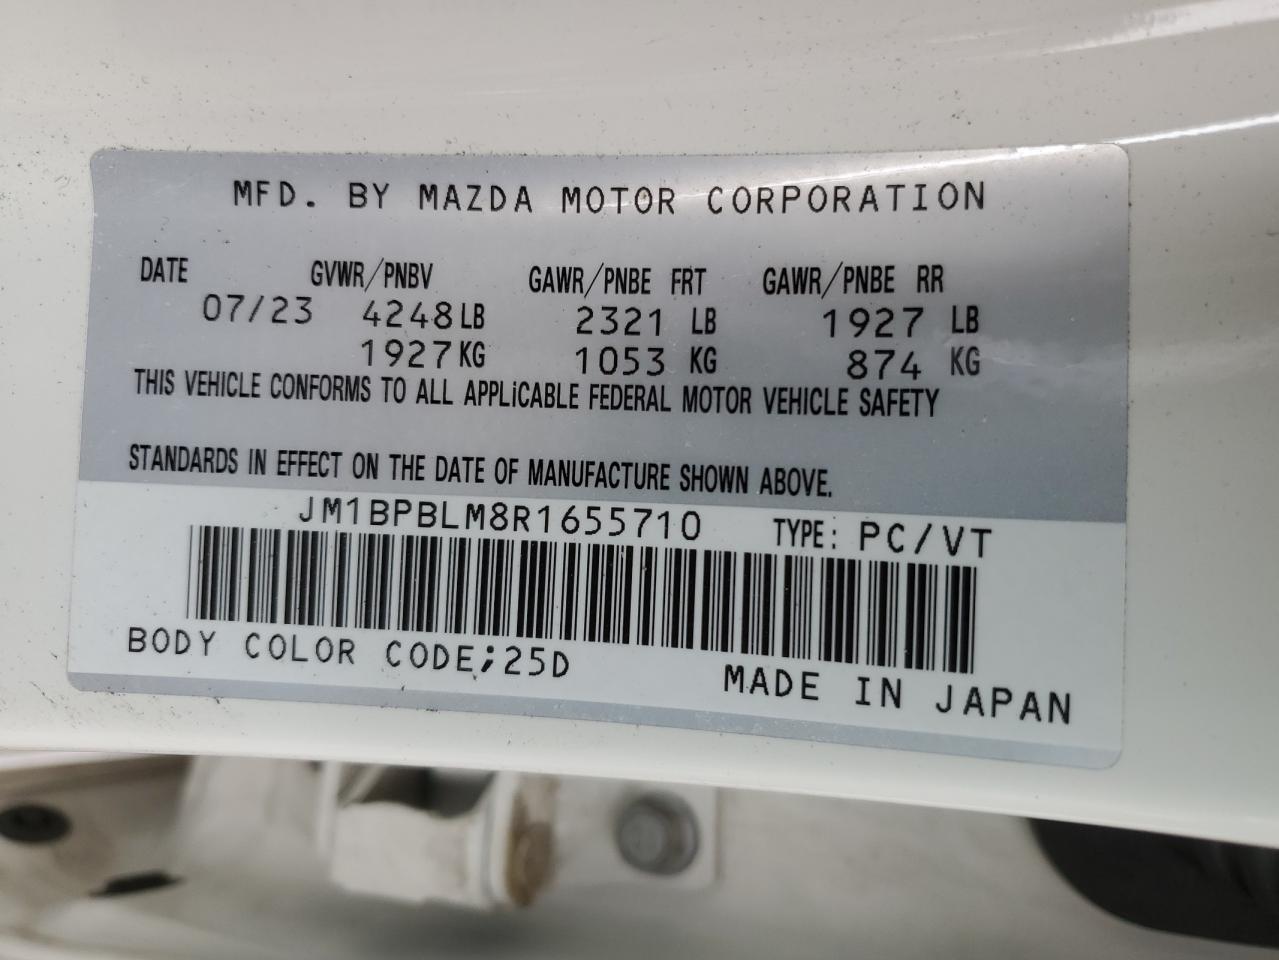 MFD. BY MAZDA MOTOR CORPORATION
DATE GVWR/PNBV GAWR/PNBE FRT GAWR/PNBE RR
07/23 4248LB 2321 LB 1927 LB
1927KG 1053 KG 874 KG
THIS VEHICLE CONFORMS TO ALL APPLiCABLE FEDERAL MOTOR VEHICLE SAFETY
STANDARDS IN EFFECT ON THE DATE OF MANUFACTURE SHOWN ABOVE.
JM1BPBLM8R1655710 TYPE: PC/VT
BODY COLOR CODE;25D
MADE IN JAPAN